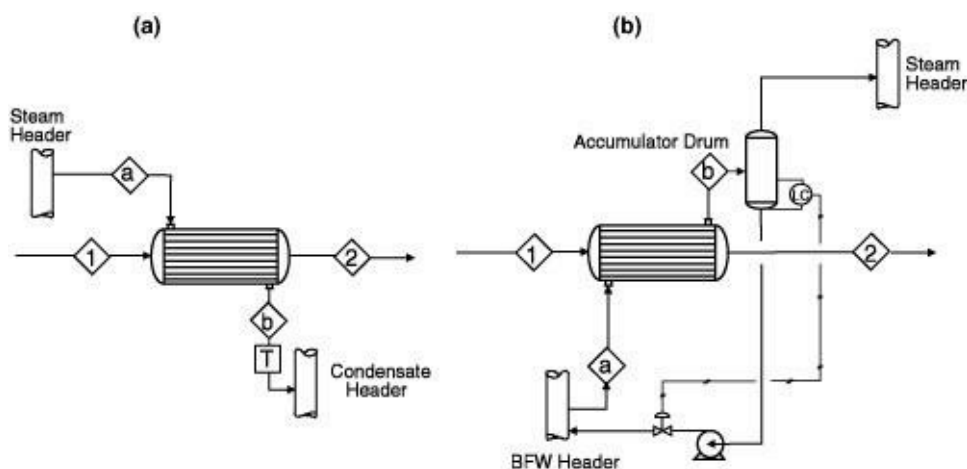 (a)
(b)
Steam
Header
a
1
2
b
T
Condensate
Header
Steam
Header
Accumulator Drum
b
LC
1
2
a
BFW Header